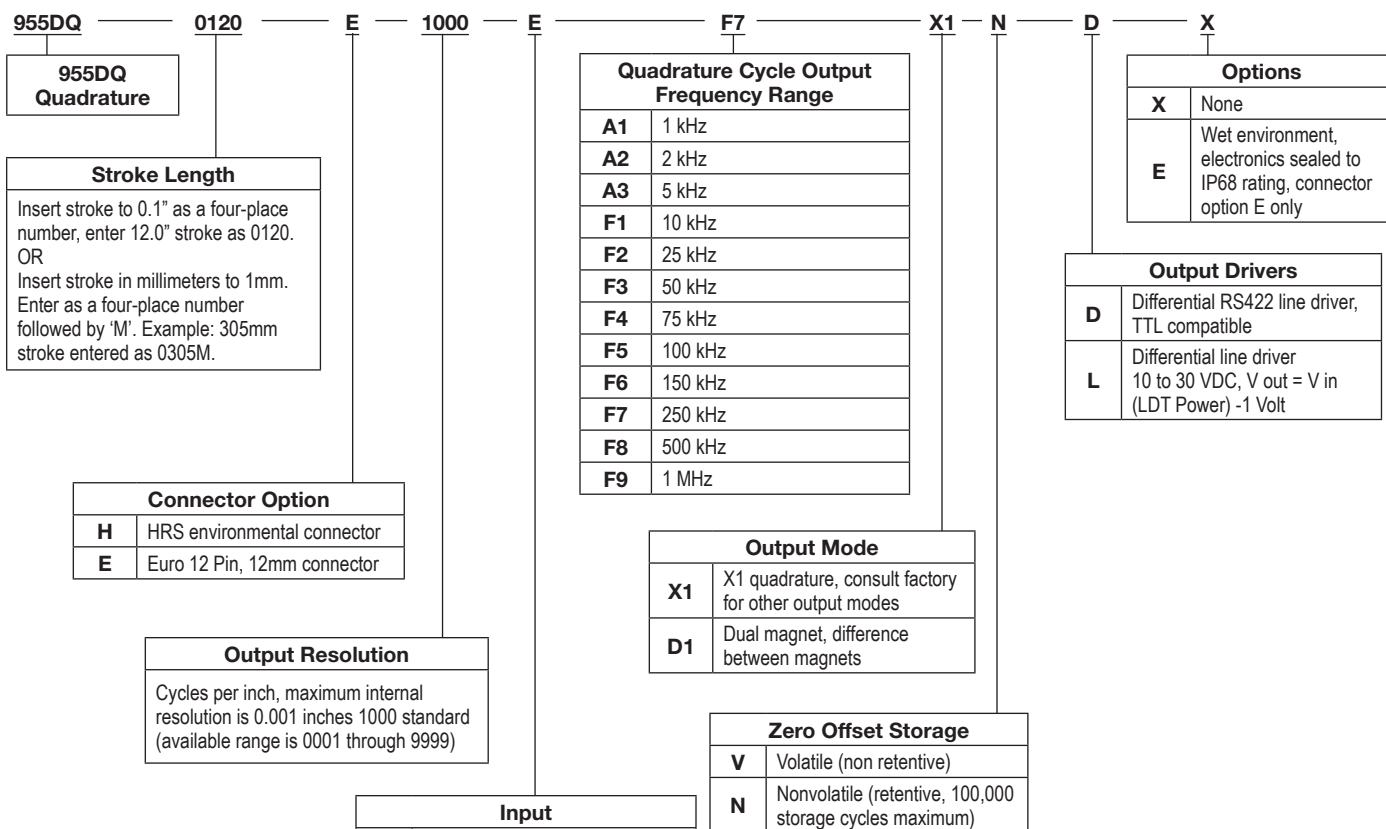 955DQ 0120 E 1000 E F7 X1 N D X
955DQ
Quadrature
Stroke Length
Insert stroke to 0.1” as a four-place
number, enter 12.0” stroke as 0120.
OR
Insert stroke in millimeters to 1mm.
Enter as a four-place number
followed by ‘M’. Example: 305mm
stroke entered as 0305M.
Connector Option
H HRS environmental connector
E Euro 12 Pin, 12mm connector
Output Resolution
Cycles per inch, maximum internal
resolution is 0.001 inches 1000 standard
(available range is 0001 through 9999)
Input
Quadrature Cycle Output
Frequency Range
A1 1 kHz
A2 2 kHz
A3 5 kHz
F1 10 kHz
F2 25 kHz
F3 50 kHz
F4 75 kHz
F5 100 kHz
F6 150 kHz
F7 250 kHz
F8 500 kHz
F9 1 MHz
Output Mode
X1 X1 quadrature, consult factory
for other output modes
D1 Dual magnet, difference
between magnets
Zero Offset Storage
V Volatile (non retentive)
N Nonvolatile (retentive, 100,000
storage cycles maximum)
Output Drivers
D Differential RS422 line driver,
TTL compatible
L Differential line driver
10 to 30 VDC, V out = V in
(LDT Power) -1 Volt
Options
X None
E Wet environment,
electronics sealed to
IP68 rating, connector
option E only